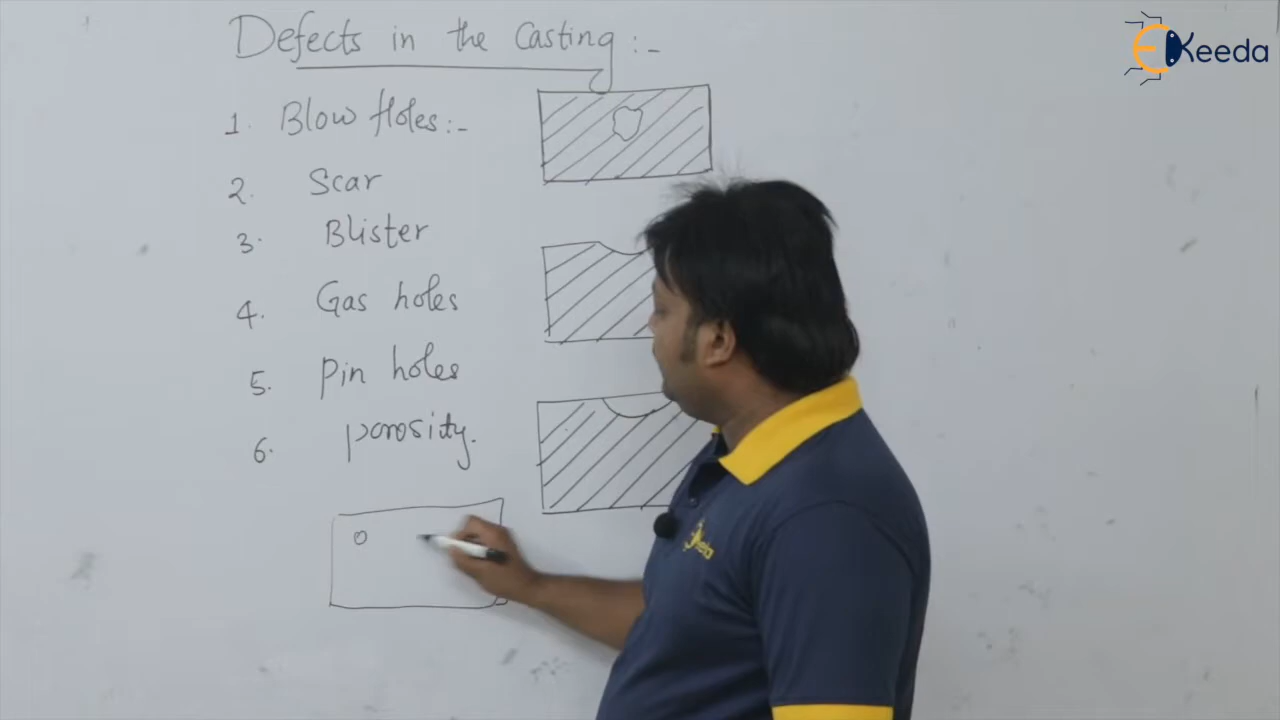 Defects in the Casting :-
EKeeda
1. Blow Holes :-
2. Scar
3. Blister
4. Gas holes
5. Pin holes
6. porosity.